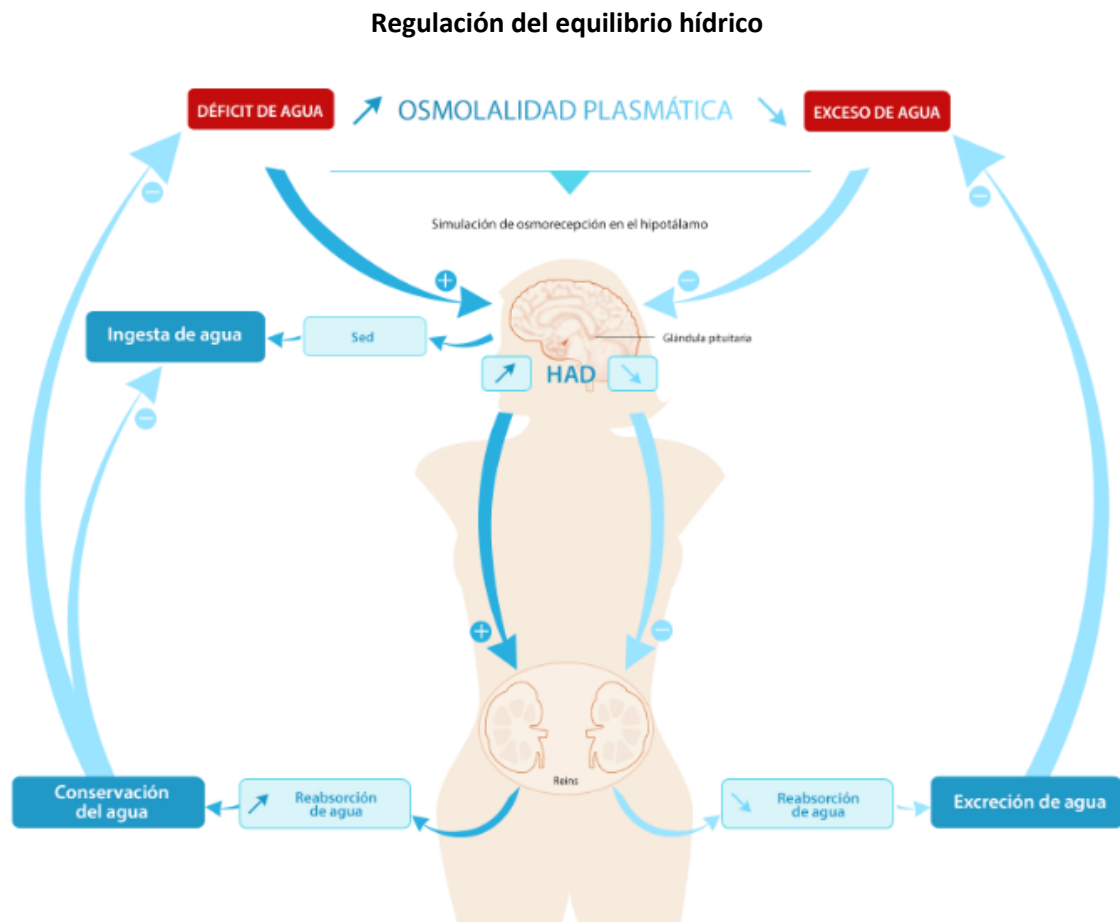 Regulación del equilibrio hídrico
DÉFICIT DE AGUA
OSMOLALIDAD PLASMÁTICA
EXCESO DE AGUA
Simulación de osmorecepción en el hipotálamo
Ingesta de agua
Sed
Glándula pituitaria
HAD
Reins
Conservación
del agua
Reabsorción
de agua
Reabsorción
de agua
Excreción de agua